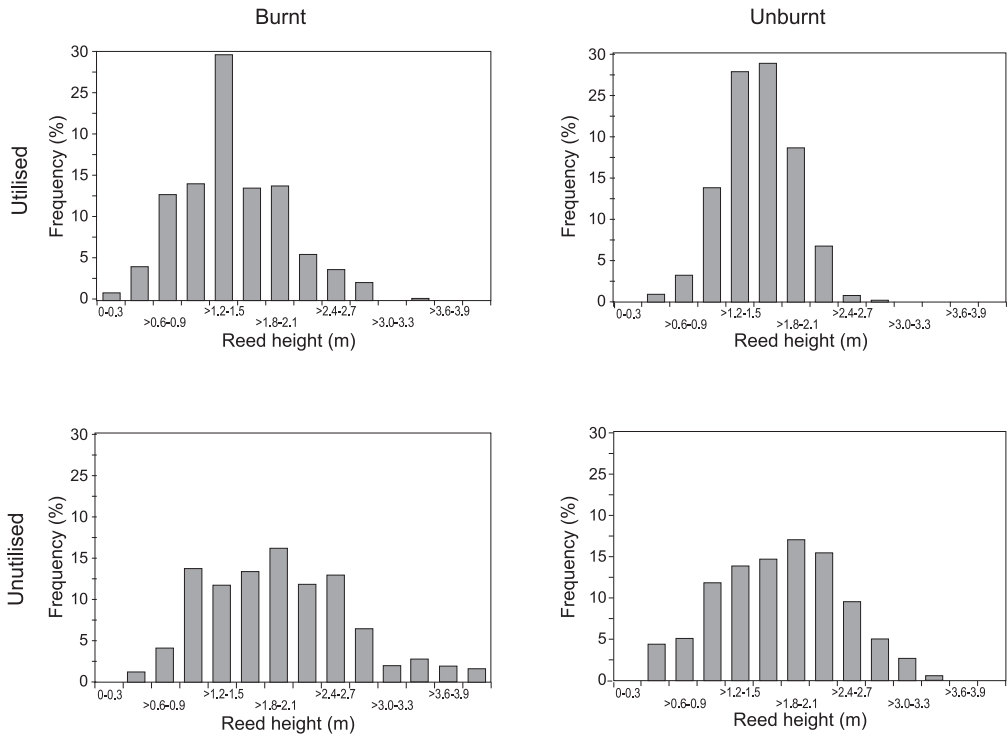 Burnt
Unburnt
Utilised
Frequency (%)
30
25
10
15
10
5
0
0-0.3 >1.2-1.5 >2.4-2.7 >3.6-3.9
>0.6-0.9 >1.8-2.1 >3.0-3.3
Reed height (m)
Frequency (%)
30
25
10
15
10
5
0
0-0.3 >1.2-1.5 >2.4-2.7 >3.6-3.9
>0.6-0.9 >1.8-2.1 >3.0-3.3
Reed height (m)
Unutilised
Frequency (%)
30
25
10
15
10
5
0
0-0.3 >1.2-1.5 >2.4-2.7 >3.6-3.9
>0.6-0.9 >1.8-2.1 >3.0-3.3
Reed height (m)
Frequency (%)
30
25
10
15
10
5
0
0-0.3 >1.2-1.5 >2.4-2.7 >3.6-3.9
>0.6-0.9 >1.8-2.1 >3.0-3.3
Reed height (m)